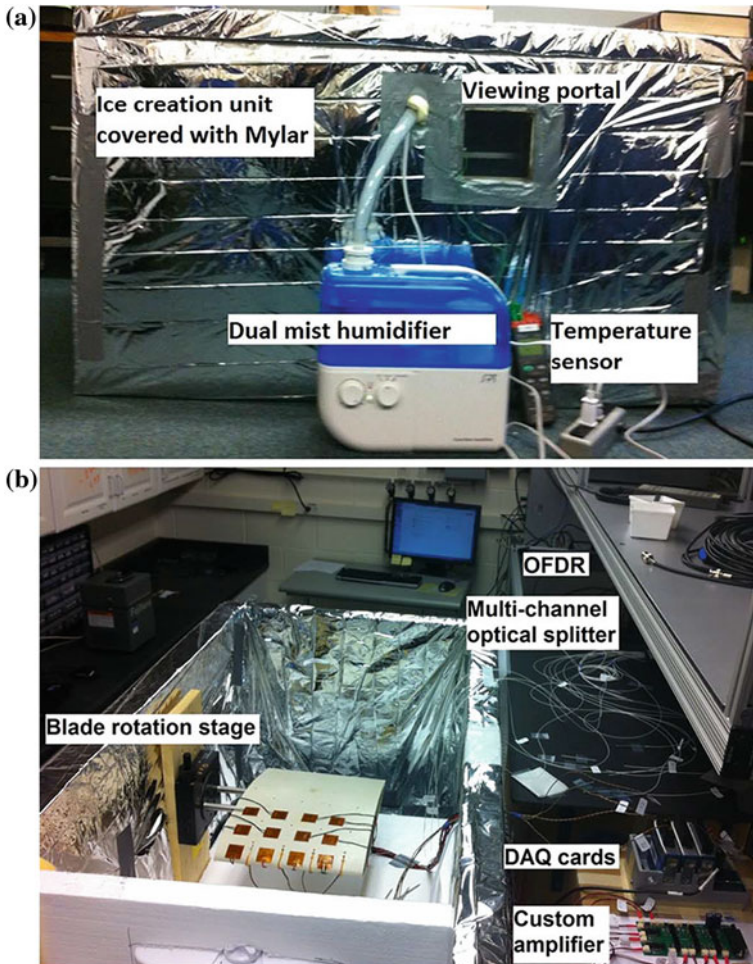 (a)
Ice creation unit
covered with Mylar
Viewing portal
Dual mist humidifier
Temperature
sensor
(b)
OFDR
Multi-channel
optical splitter
Blade rotation stage
DAQ cards
Custom
amplifier